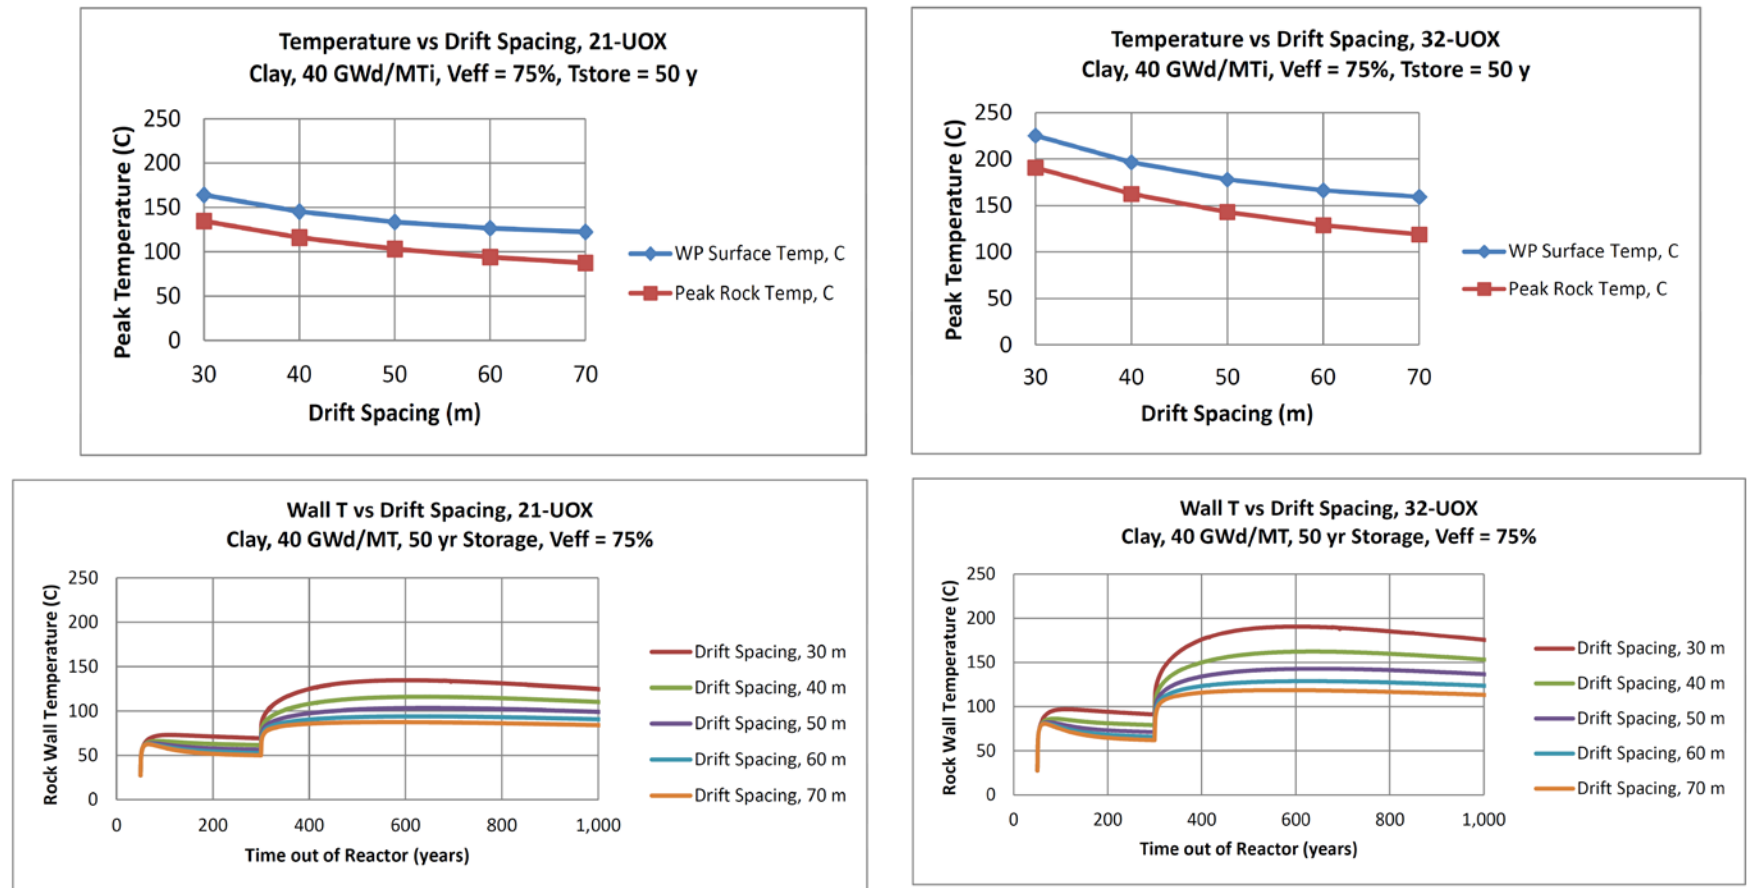 Temperature vs Drift Spacing, 21-UOX
Clay, 40 GWd/MTi, Veff = 75%, Tstore = 50 y
Peak Temperature (C)
250
200
150
100
50
0
30 40 50 60 70
Drift Spacing (m)
WP Surface Temp, C
Peak Rock Temp, C
Temperature vs Drift Spacing, 32-UOX
Clay, 40 GWd/MTi, Veff = 75%, Tstore = 50 y
Peak Temperature (C)
250
200
150
100
50
0
30 40 50 60 70
Drift Spacing (m)
WP Surface Temp, C
Peak Rock Temp, C
Wall T vs Drift Spacing, 21-UOX
Clay, 40 GWd/MT, 50 yr Storage, Veff = 75%
Rock Wall Temperature (C)
250
200
150
100
50
0
0 200 400 600 800 1,000
Time out of Reactor (years)
Drift Spacing, 30 m
Drift Spacing, 40 m
Drift Spacing, 50 m
Drift Spacing, 60 m
Drift Spacing, 70 m
Wall T vs Drift Spacing, 32-UOX
Clay, 40 GWd/MT, 50 yr Storage, Veff = 75%
Rock Wall Temperature (C)
250
200
150
100
50
0
0 200 400 600 800 1,000
Time out of Reactor (years)
Drift Spacing, 30 m
Drift Spacing, 40 m
Drift Spacing, 50 m
Drift Spacing, 60 m
Drift Spacing, 70 m